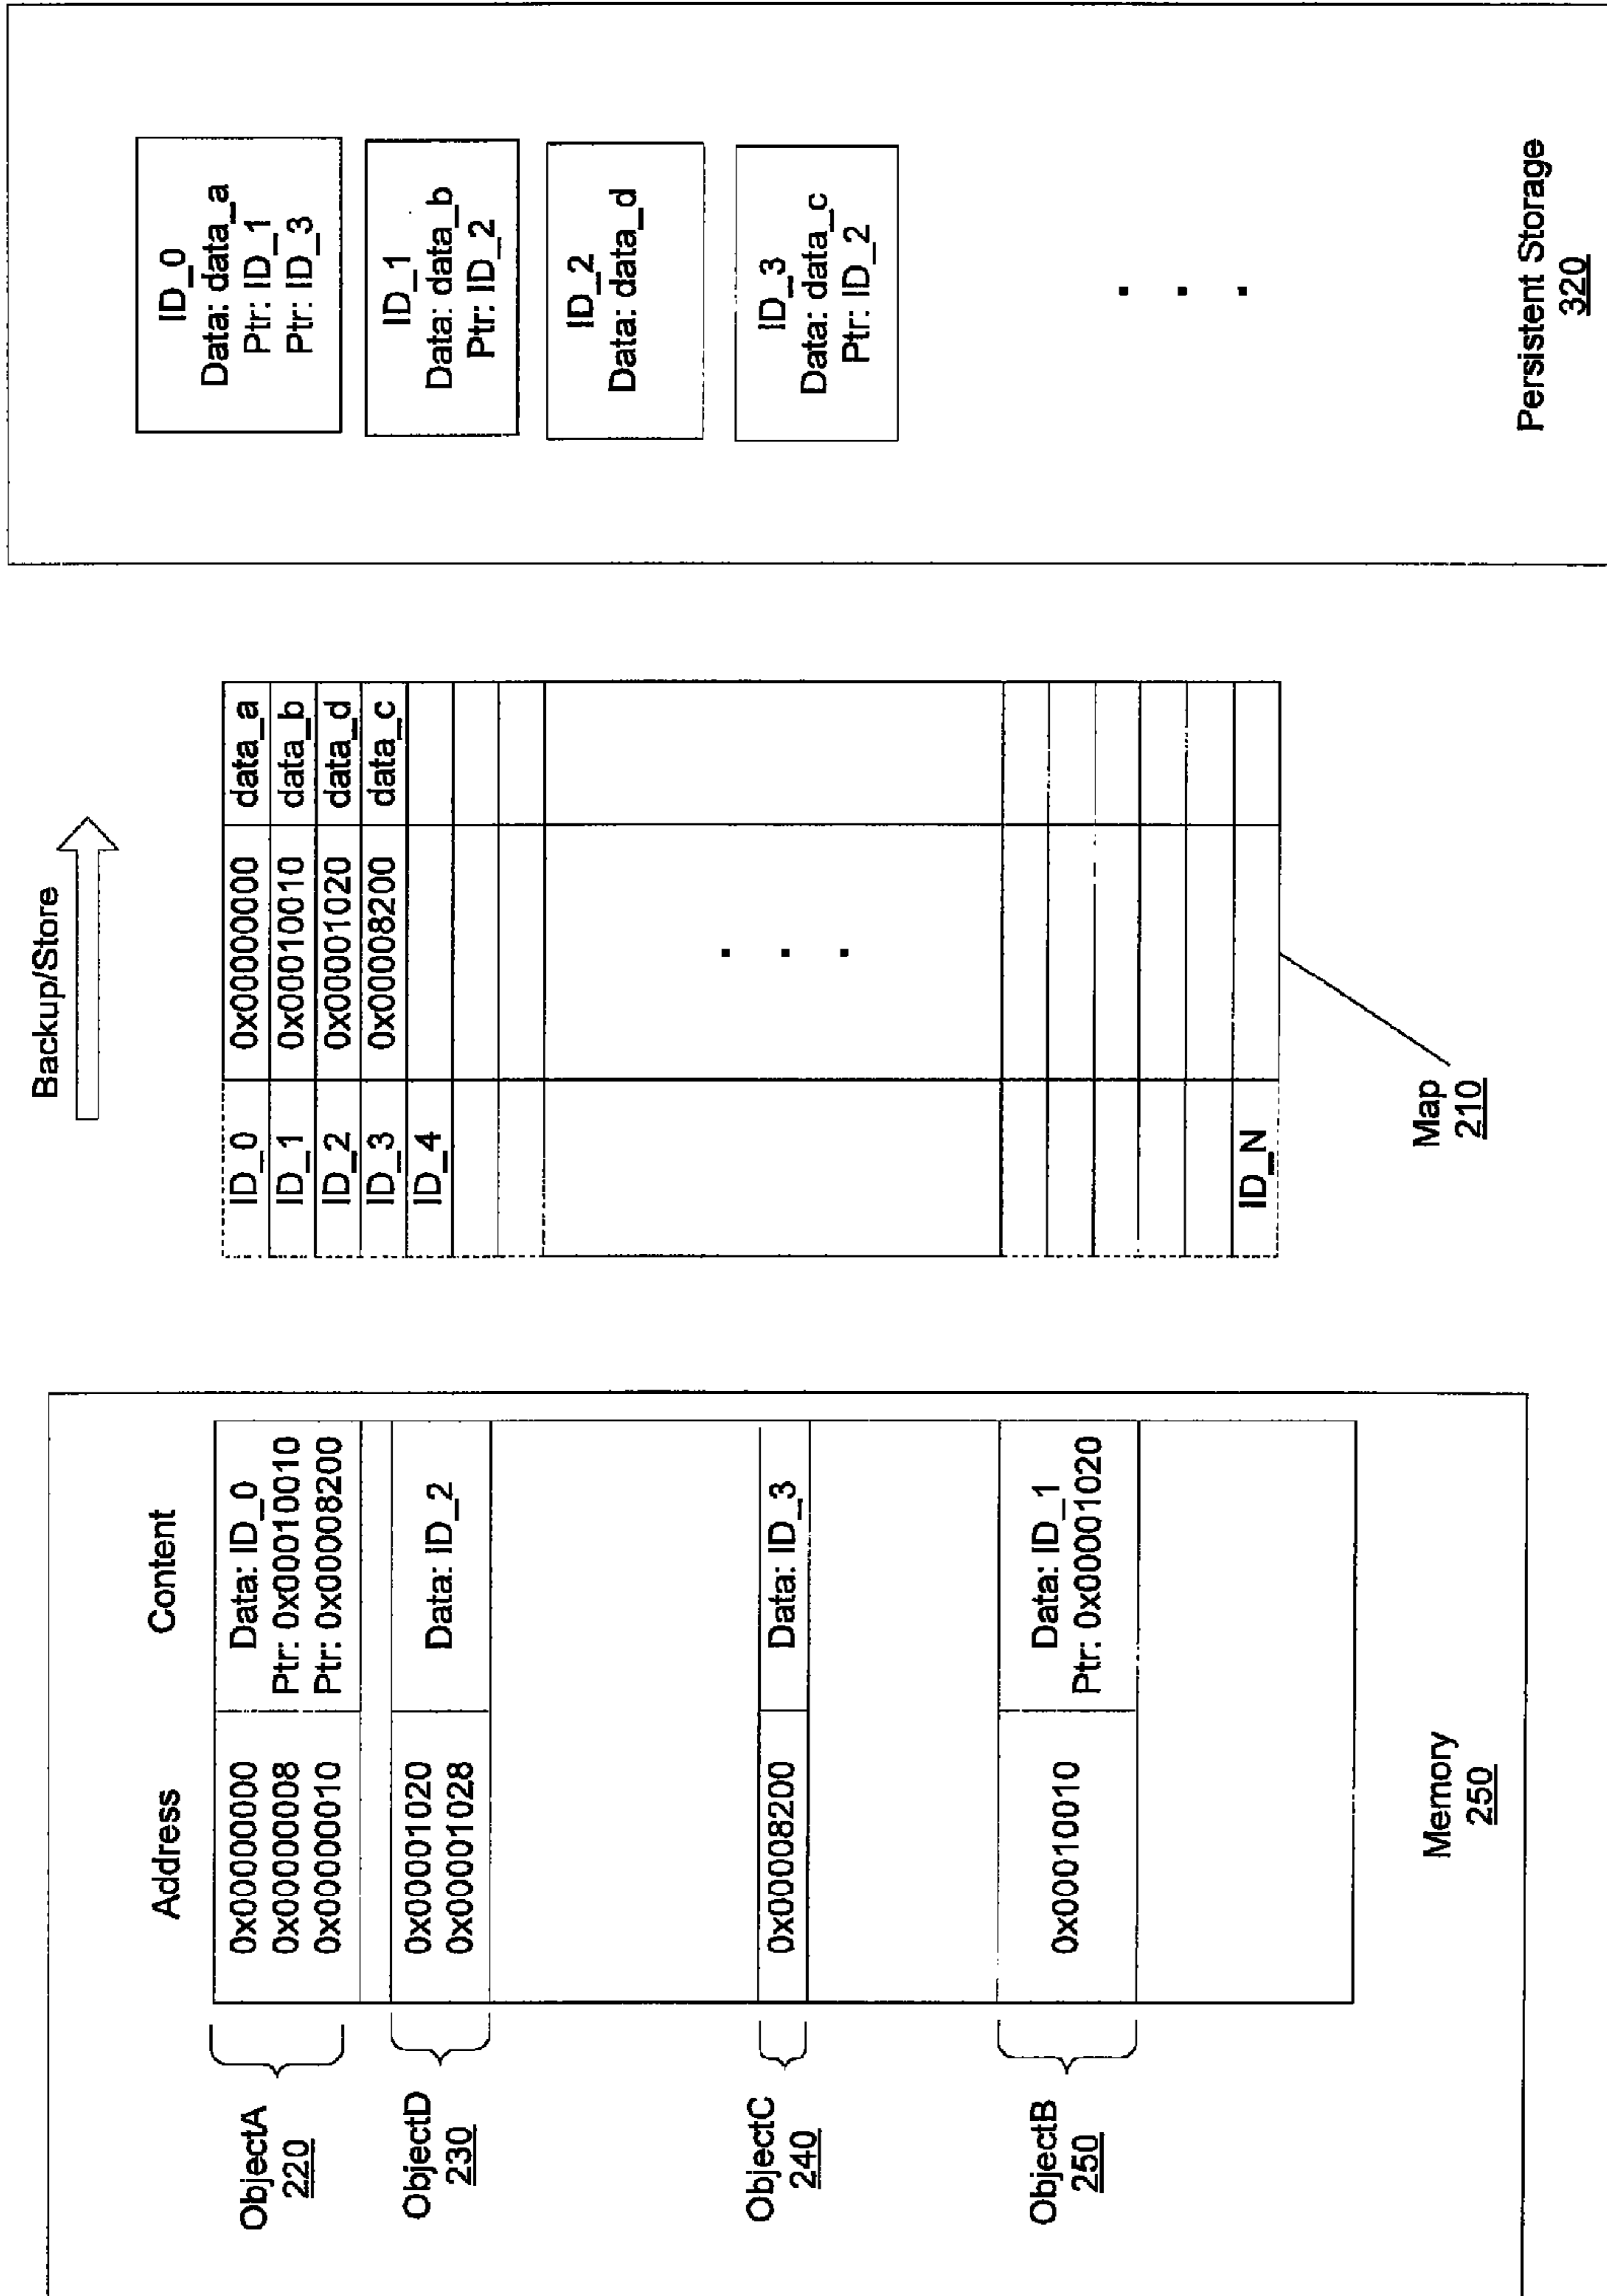 Backup/Store
Address
Content
ObjectA
220
0x00000000
0x00000008
0x00000010
Data: ID_0
Ptr: 0x00010010
Ptr: 0x00008200
ObjectD
230
0x00001020
0x00001028
Data: ID_2
ObjectC
240
0x00008200
Data: ID_3
ObjectB
250
0x00010010
Data: ID_1
Ptr: 0x00001020
Memory
250
ID_0 0x00000000 data_a
ID_1 0x00010010 data_b
ID_2 0x00001020 data_d
ID_3 0x00008200 data_c
ID_4
ID_N
Map
210
ID_0
Data: data_a
Ptr: ID_1
Ptr: ID_3
ID_1
Data: data_b
Ptr: ID_2
ID_2
Data: data_d
ID_3
Data: data_c
Ptr: ID_2
Persistent Storage
320